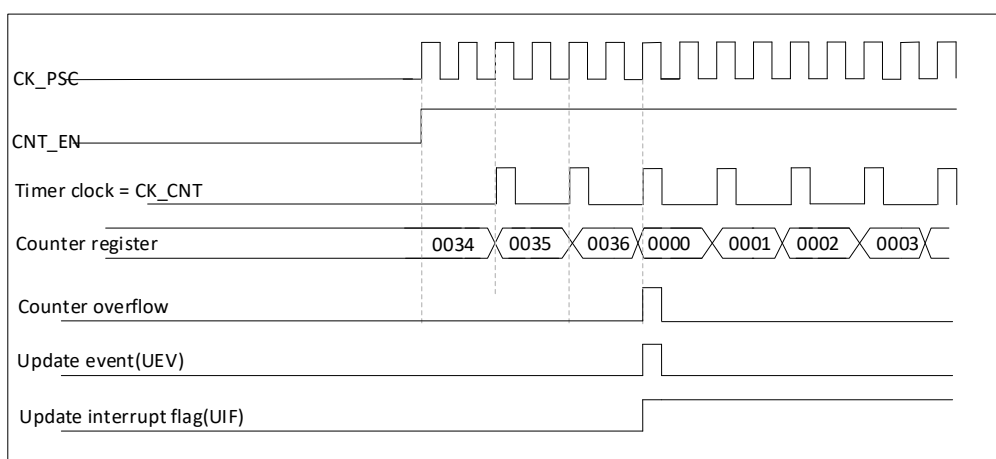 CK_PSC
CNT_EN
Timer clock = CK_CNT
Counter register 0034 0035 0036 0000 0001 0002 0003
Counter overflow
Update event(UEV)
Update interrupt flag(UIF)